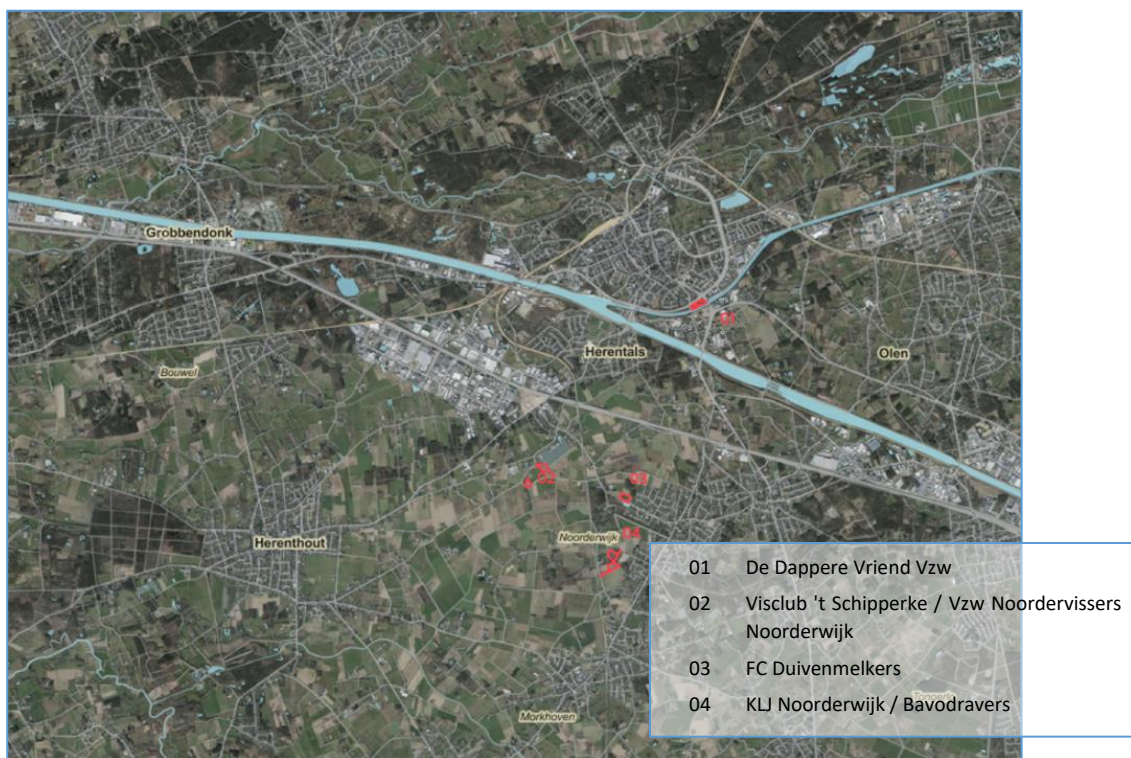 Grobbendonk
01
Herentals
Olen
Bouwel
02
03
Noorderwijk
04
Herenthout
01 De Dappere Vriend Vzw
02 Visclub 't Schipperke / Vzw Noordervissers
Noorderwijk
03 FC Duivenmelkers
04 KLJ Noorderwijk / Bavodravers
Tongerlo
Morkhoven